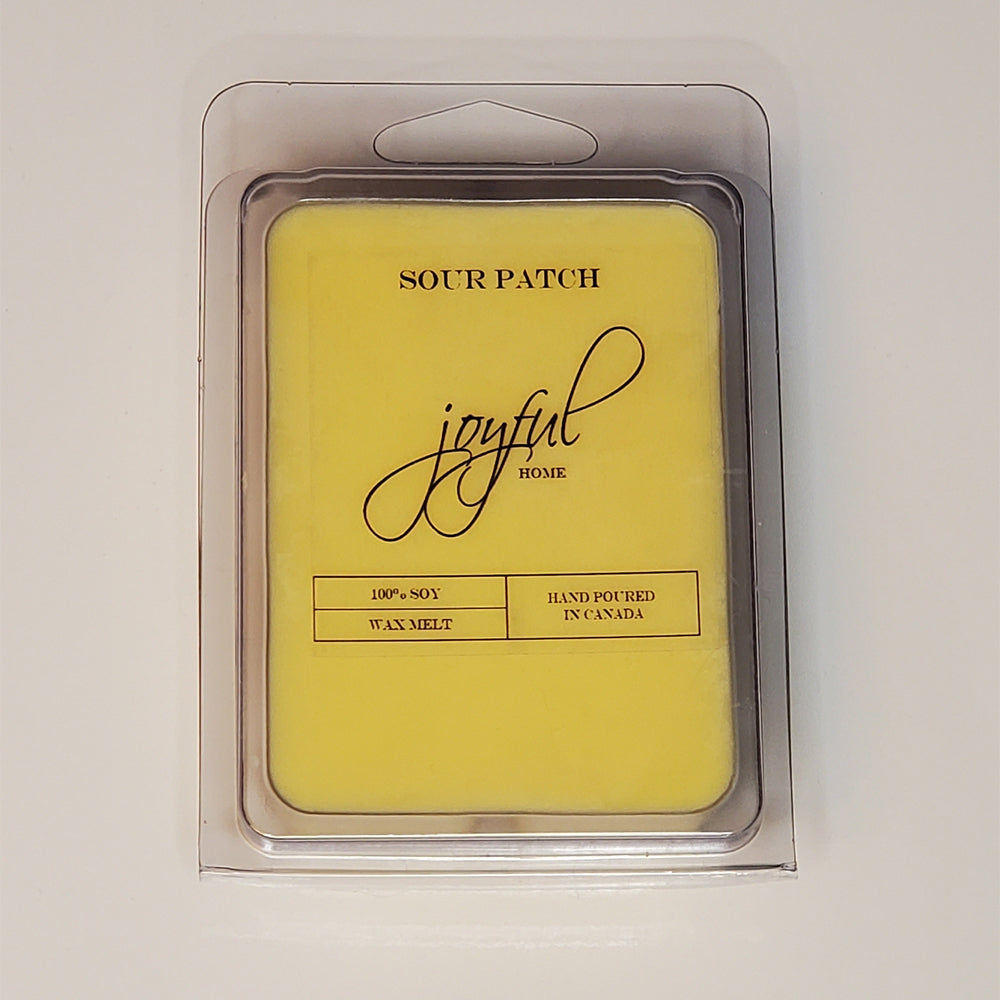 SOUR PATCH
joyful
HOME
100% SOY
WAX MELT
HAND POURED
IN CANADA